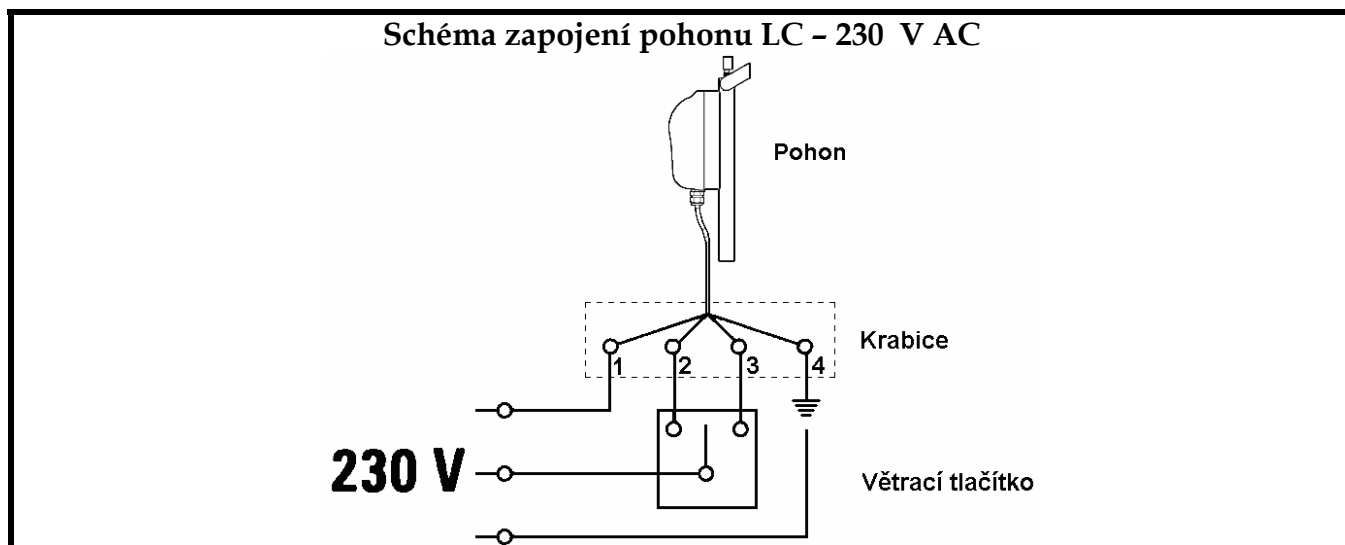 Schéma zapojení pohonu LC – 230 V AC
Pohon
Krabice
1 2 3 4
230 V
Větrací tlačítko